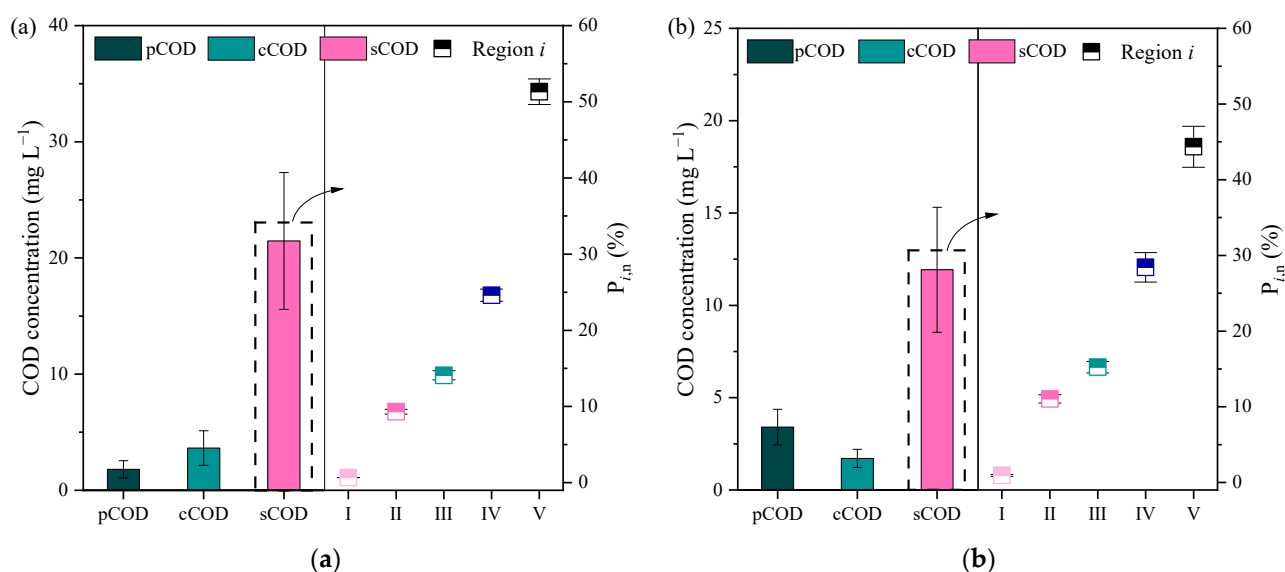 (a)
pCOD cCOD sCOD Region i
COD concentration (mg L⁻¹)
40
30
20
10
0
60
50
40
30
20
10
0
P_{i,n} (%)
pCOD cCOD sCOD I II III IV V
(a)
(b)
pCOD cCOD sCOD Region i
COD concentration (mg L⁻¹)
25
20
15
10
5
0
60
50
40
30
20
10
0
P_{i,n} (%)
pCOD cCOD sCOD I II III IV V
(b)